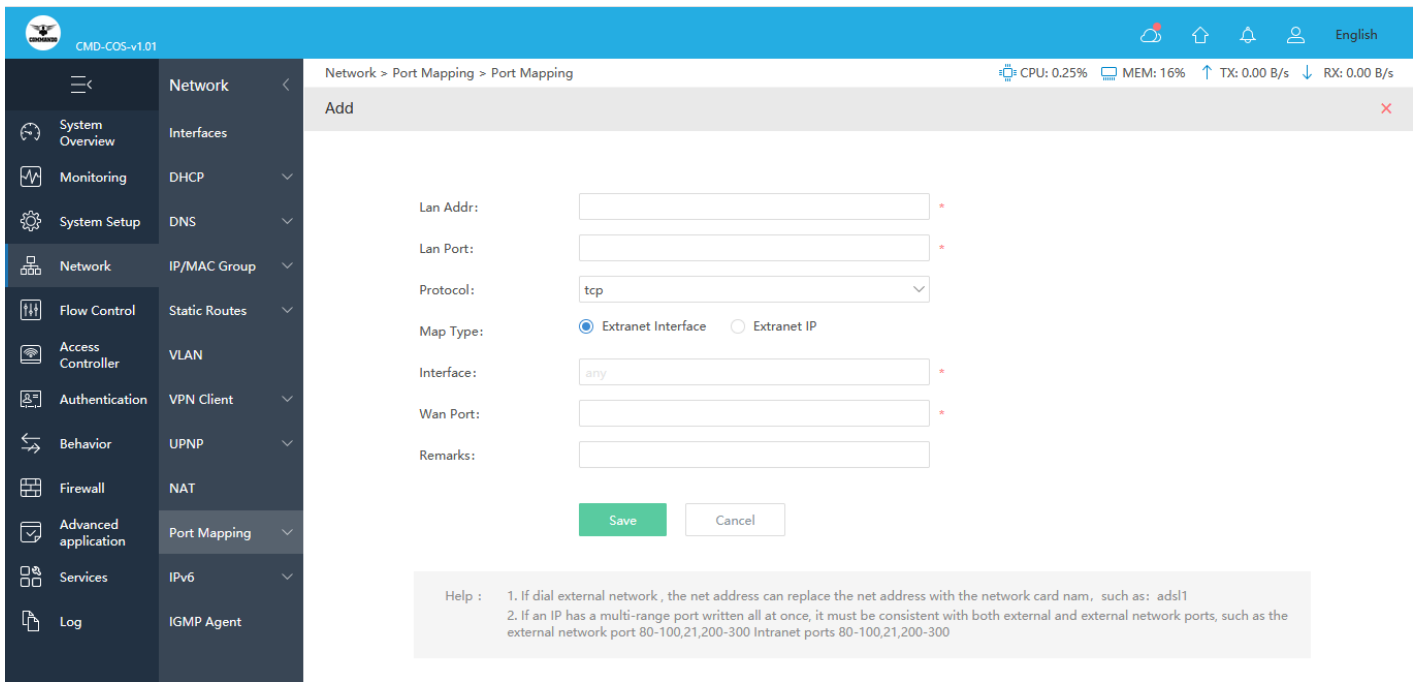 COMMANDO
CMD-COS-v1.01
English
Network
Network > Port Mapping > Port Mapping
CPU: 0.25%
MEM: 16%
TX: 0.00 B/s
RX: 0.00 B/s
Add
System
Overview
Monitoring
System Setup
Network
Flow Control
Access
Controller
Authentication
Behavior
Firewall
Advanced
application
Services
Log
Interfaces
DHCP
DNS
IP/MAC Group
Static Routes
VLAN
VPN Client
UPNP
NAT
Port Mapping
IPv6
IGMP Agent
Lan Addr:
*
Lan Port:
*
Protocol:
tcp
Map Type:
Extranet Interface
Extranet IP
Interface:
any
*
Wan Port:
*
Remarks:
Save
Cancel
Help : 1. If dial external network , the net address can replace the net address with the network card nam, such as: adsl1
2. If an IP has a multi-range port written all at once, it must be consistent with both external and external network ports, such as the
external network port 80-100,21,200-300 Intranet ports 80-100,21,200-300